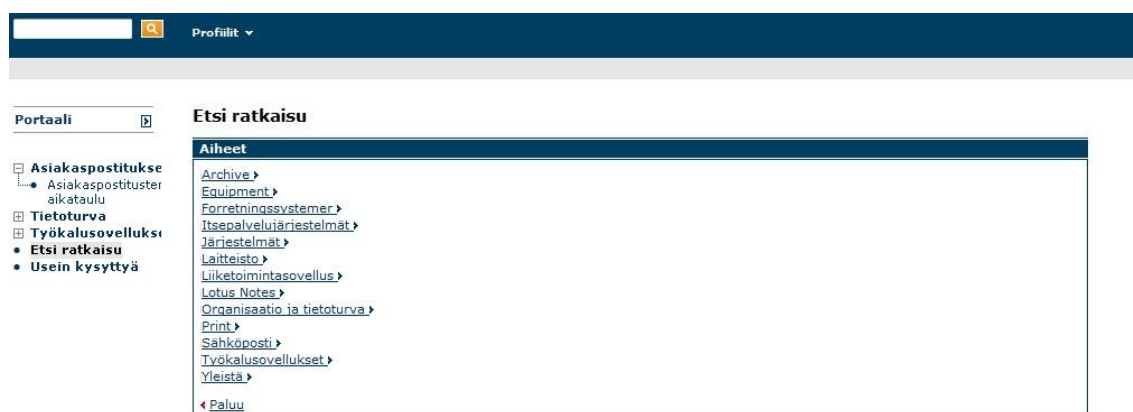 Profiilit
Portaali
Asiakaspostitukse
Asiakaspostituster
aikataulu
Tietoturva
Työkalusovellukse
Etsi ratkaisu
Usein kysyttyä
Etsi ratkaisu
Aiheet
Archive
Equipment
Forretningssystemer
Itsepalvelujärjestelmät
Järjestelmät
Laitteisto
Liiketoimintasovellus
Lotus Notes
Organisaatio ja tietoturva
Print
Sähköposti
Työkalusovellukset
Yleistä
Paluu